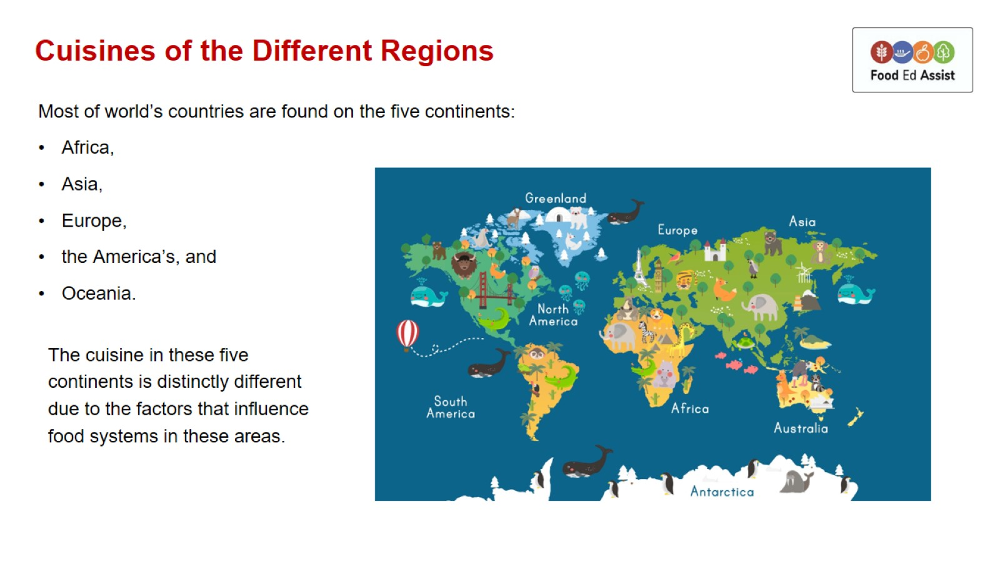 Cuisines of the Different Regions
Food Ed Assist
Most of world’s countries are found on the five continents:
• Africa,
• Asia,
• Europe,
• the America’s, and
• Oceania.
The cuisine in these five
continents is distinctly different
due to the factors that influence
food systems in these areas.
Greenland
Europe
Asia
North
America
South
America
Africa
Australia
Antarctica